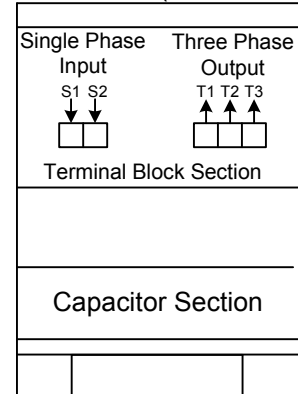 Single Phase Three Phase
Input Output
S1 S2 T1 T2 T3
Terminal Block Section
Capacitor Section